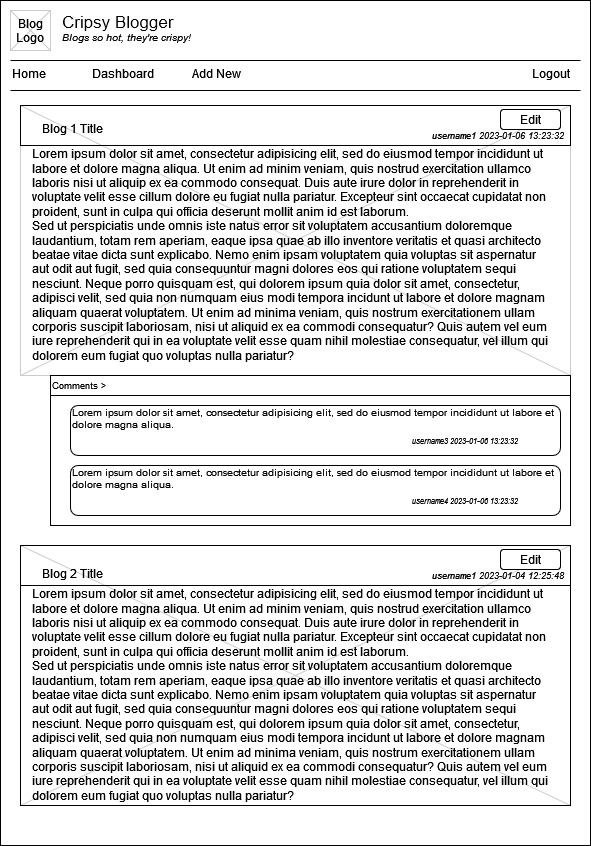 Blog
Logo
Cripsy Blogger
Blogs so hot, they're crispy!
Home Dashboard Add New Logout
Edit
Blog 1 Title
username1 2023-01-06 13:23:32
Lorem ipsum dolor sit amet, consectetur adipisicing elit, sed do eiusmod tempor incididunt ut
labore et dolore magna aliqua. Ut enim ad minim veniam, quis nostrud exercitation ullamco
laboris nisi ut aliquip ex ea commodo consequat. Duis aute irure dolor in reprehenderit in
voluptate velit esse cillum dolore eu fugiat nulla pariatur. Excepteur sint occaecat cupidatat non
proident, sunt in culpa qui officia deserunt mollit anim id est laborum.
Sed ut perspiciatis unde omnis iste natus error sit voluptatem accusantium doloremque
laudantium, totam rem aperiam, eaque ipsa quae ab illo inventore veritatis et quasi architecto
beatae vitae dicta sunt explicabo. Nemo enim ipsam voluptatem quia voluptas sit aspernatur
aut odit aut fugit, sed quia consequuntur magni dolores eos qui ratione voluptatem sequi
nesciunt. Neque porro quisquam est, qui dolorem ipsum quia dolor sit amet, consectetur,
adipisci velit, sed quia non numquam eius modi tempora incidunt ut labore et dolore magnam
aliquam quaerat voluptatem. Ut enim ad minima veniam, quis nostrum exercitationem ullam
corporis suscipit laboriosam, nisi ut aliquid ex ea commodi consequatur? Quis autem vel eum
iure reprehenderit qui in ea voluptate velit esse quam nihil molestiae consequatur, vel illum qui
dolorem eum fugiat quo voluptas nulla pariatur?
Comments >
Lorem ipsum dolor sit amet, consectetur adipisicing elit, sed do eiusmod tempor incididunt ut labore et
dolore magna aliqua.
username3 2023-01-06 13:23:32
Lorem ipsum dolor sit amet, consectetur adipisicing elit, sed do eiusmod tempor incididunt ut labore et
dolore magna aliqua.
username4 2023-01-06 13:23:32
Edit
Blog 2 Title
username1 2023-01-04 12:25:48
Lorem ipsum dolor sit amet, consectetur adipisicing elit, sed do eiusmod tempor incididunt ut
labore et dolore magna aliqua. Ut enim ad minim veniam, quis nostrud exercitation ullamco
laboris nisi ut aliquip ex ea commodo consequat. Duis aute irure dolor in reprehenderit in
voluptate velit esse cillum dolore eu fugiat nulla pariatur. Excepteur sint occaecat cupidatat non
proident, sunt in culpa qui officia deserunt mollit anim id est laborum.
Sed ut perspiciatis unde omnis iste natus error sit voluptatem accusantium doloremque
laudantium, totam rem aperiam, eaque ipsa quae ab illo inventore veritatis et quasi architecto
beatae vitae dicta sunt explicabo. Nemo enim ipsam voluptatem quia voluptas sit aspernatur
aut odit aut fugit, sed quia consequuntur magni dolores eos qui ratione voluptatem sequi
nesciunt. Neque porro quisquam est, qui dolorem ipsum quia dolor sit amet, consectetur,
adipisci velit, sed quia non numquam eius modi tempora incidunt ut labore et dolore magnam
aliquam quaerat voluptatem. Ut enim ad minima veniam, quis nostrum exercitationem ullam
corporis suscipit laboriosam, nisi ut aliquid ex ea commodi consequatur? Quis autem vel eum
iure reprehenderit qui in ea voluptate velit esse quam nihil molestiae consequatur, vel illum qui
dolorem eum fugiat quo voluptas nulla pariatur?